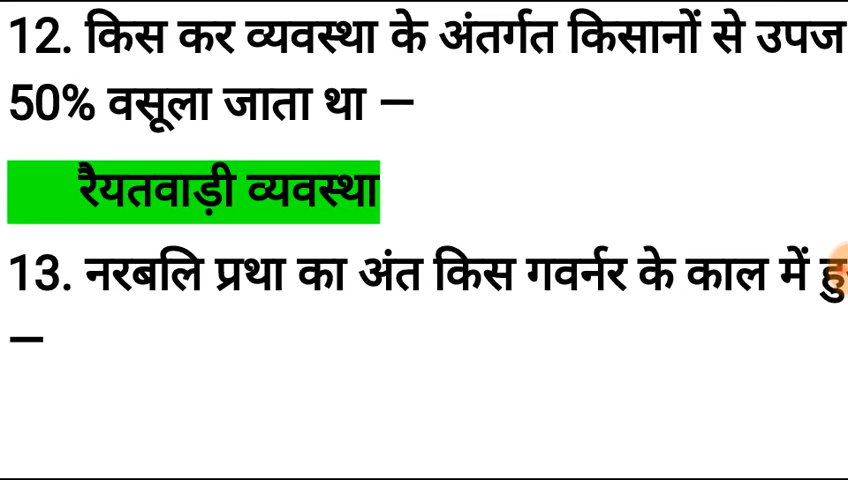 12. किस कर व्यवस्था के अंतर्गत किसानों से उपज
50% वसूला जाता था —
रैयतवाड़ी व्यवस्था
13. नरबलि प्रथा का अंत किस गवर्नर के काल में
—